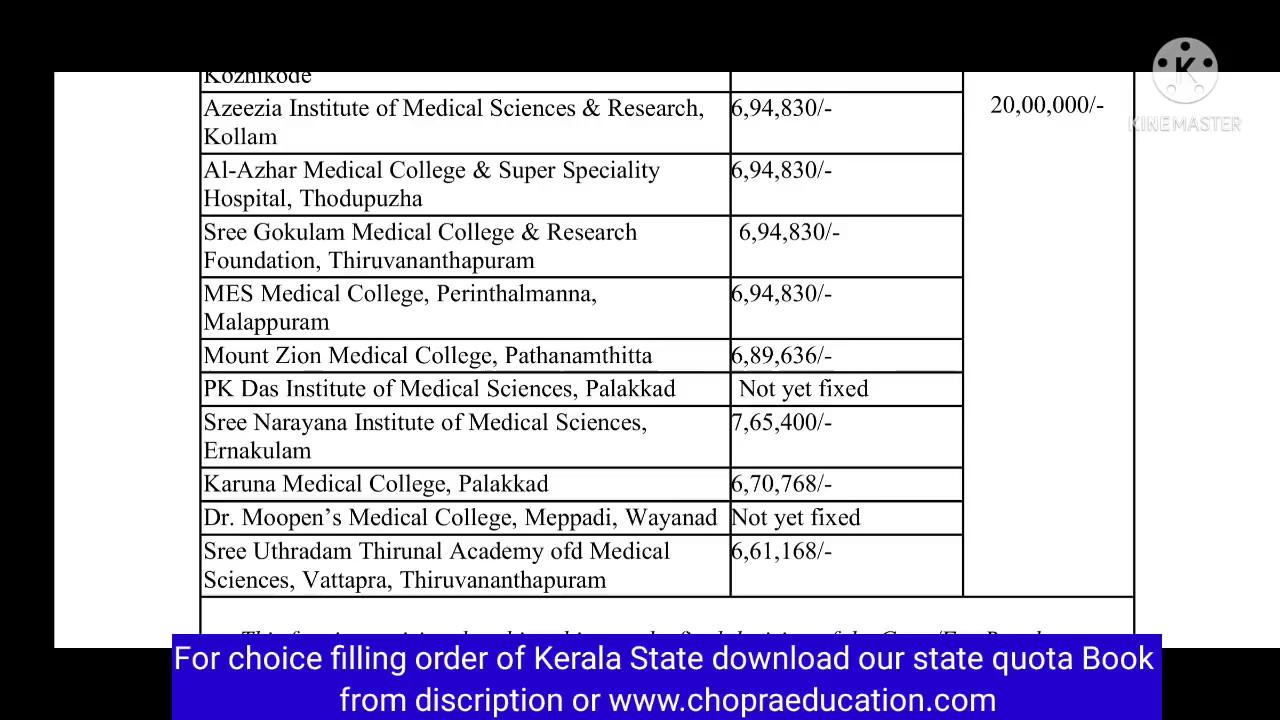 Kozhikode
Azeezia Institute of Medical Sciences & Research, 6,94,830/- 20,00,000/-
Kollam
Al-Azhar Medical College & Super Speciality 6,94,830/-
Hospital, Thodupuzha
Sree Gokulam Medical College & Research 6,94,830/-
Foundation, Thiruvananthapuram
MES Medical College, Perinthalmanna, 6,94,830/-
Malappuram
Mount Zion Medical College, Pathanamthitta 6,89,636/-
PK Das Institute of Medical Sciences, Palakkad Not yet fixed
Sree Narayana Institute of Medical Sciences, 7,65,400/-
Ernakulam
Karuna Medical College, Palakkad 6,70,768/-
Dr. Moopen's Medical College, Meppadi, Wayanad Not yet fixed
Sree Uthradam Thirunal Academy ofd Medical 6,61,168/-
Sciences, Vattapra, Thiruvananthapuram
For choice filling order of Kerala State download our state quota Book
from discription or www.chopraeducation.com
K
KINEMASTER